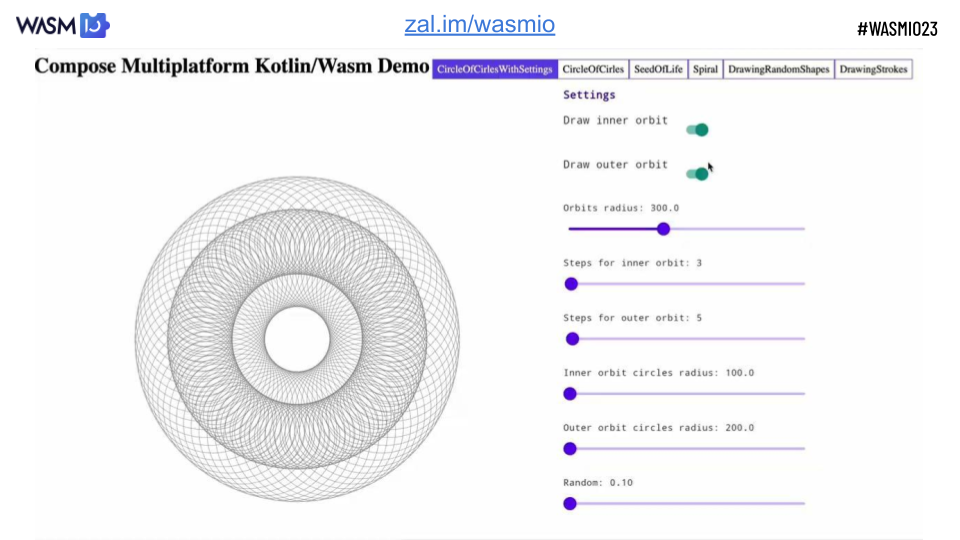 WASM IO
zal.im/wasmio
#WASMIO23
Compose Multiplatform Kotlin/Wasm Demo
CircleOfCirlesWithSettings CircleOfCirles SeedOfLife Spiral DrawingRandomShapes DrawingStrokes
Settings
Draw inner orbit
Draw outer orbit
Orbits radius: 300.0
Steps for inner orbit: 3
Steps for outer orbit: 5
Inner orbit circles radius: 100.0
Outer orbit circles radius: 200.0
Random: 0.10